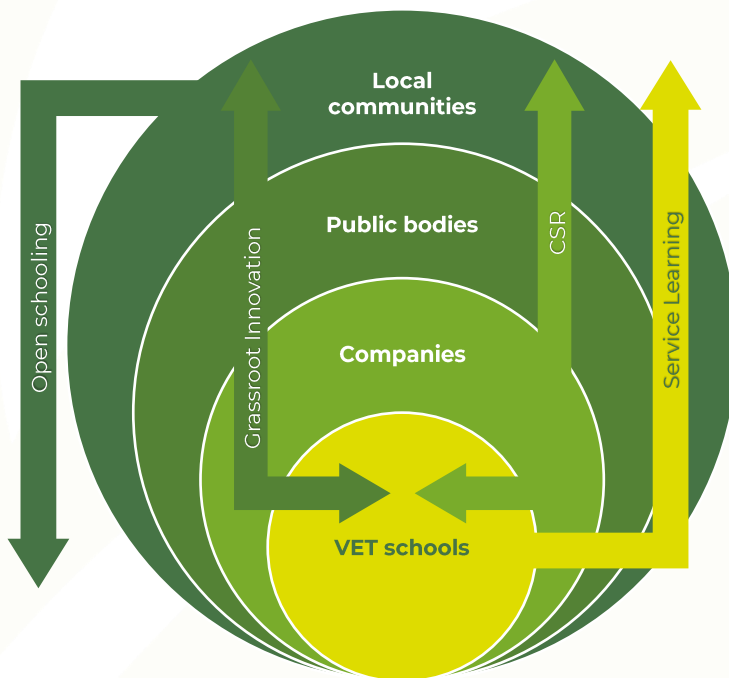 Local
communities
Public bodies
Companies
VET schools
Open schooling
Grassroot Innovation
CSR
Service Learning